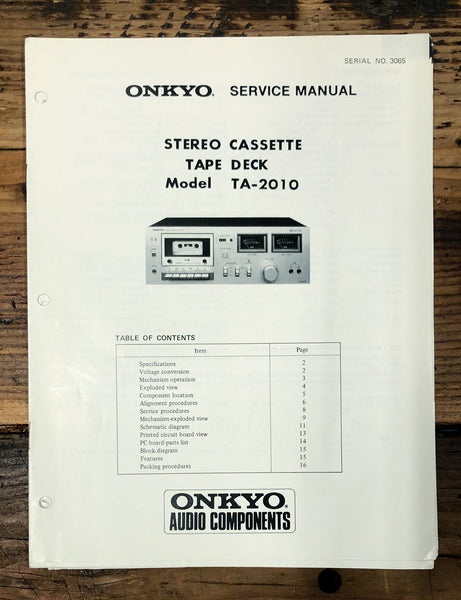 SERIAL NO. 3065
ONKYO. SERVICE MANUAL
STEREO CASSETTE
TAPE DECK
Model TA-2010
ONKYO
TABLE OF CONTENTS
Item Page
Specifications 2
Voltage conversion 2
Mechanism operation 3
Exploded view 4
Component location 5
Alignment procedures 6
Service procedures 8
Mechanism-exploded view 9
Schematic diagram 11
Printed circuit board view 13
PC board-parts list 14
Block diagram 15
Features 15
Packing procedures 16
ONKYO®
AUDIO COMPONENTS